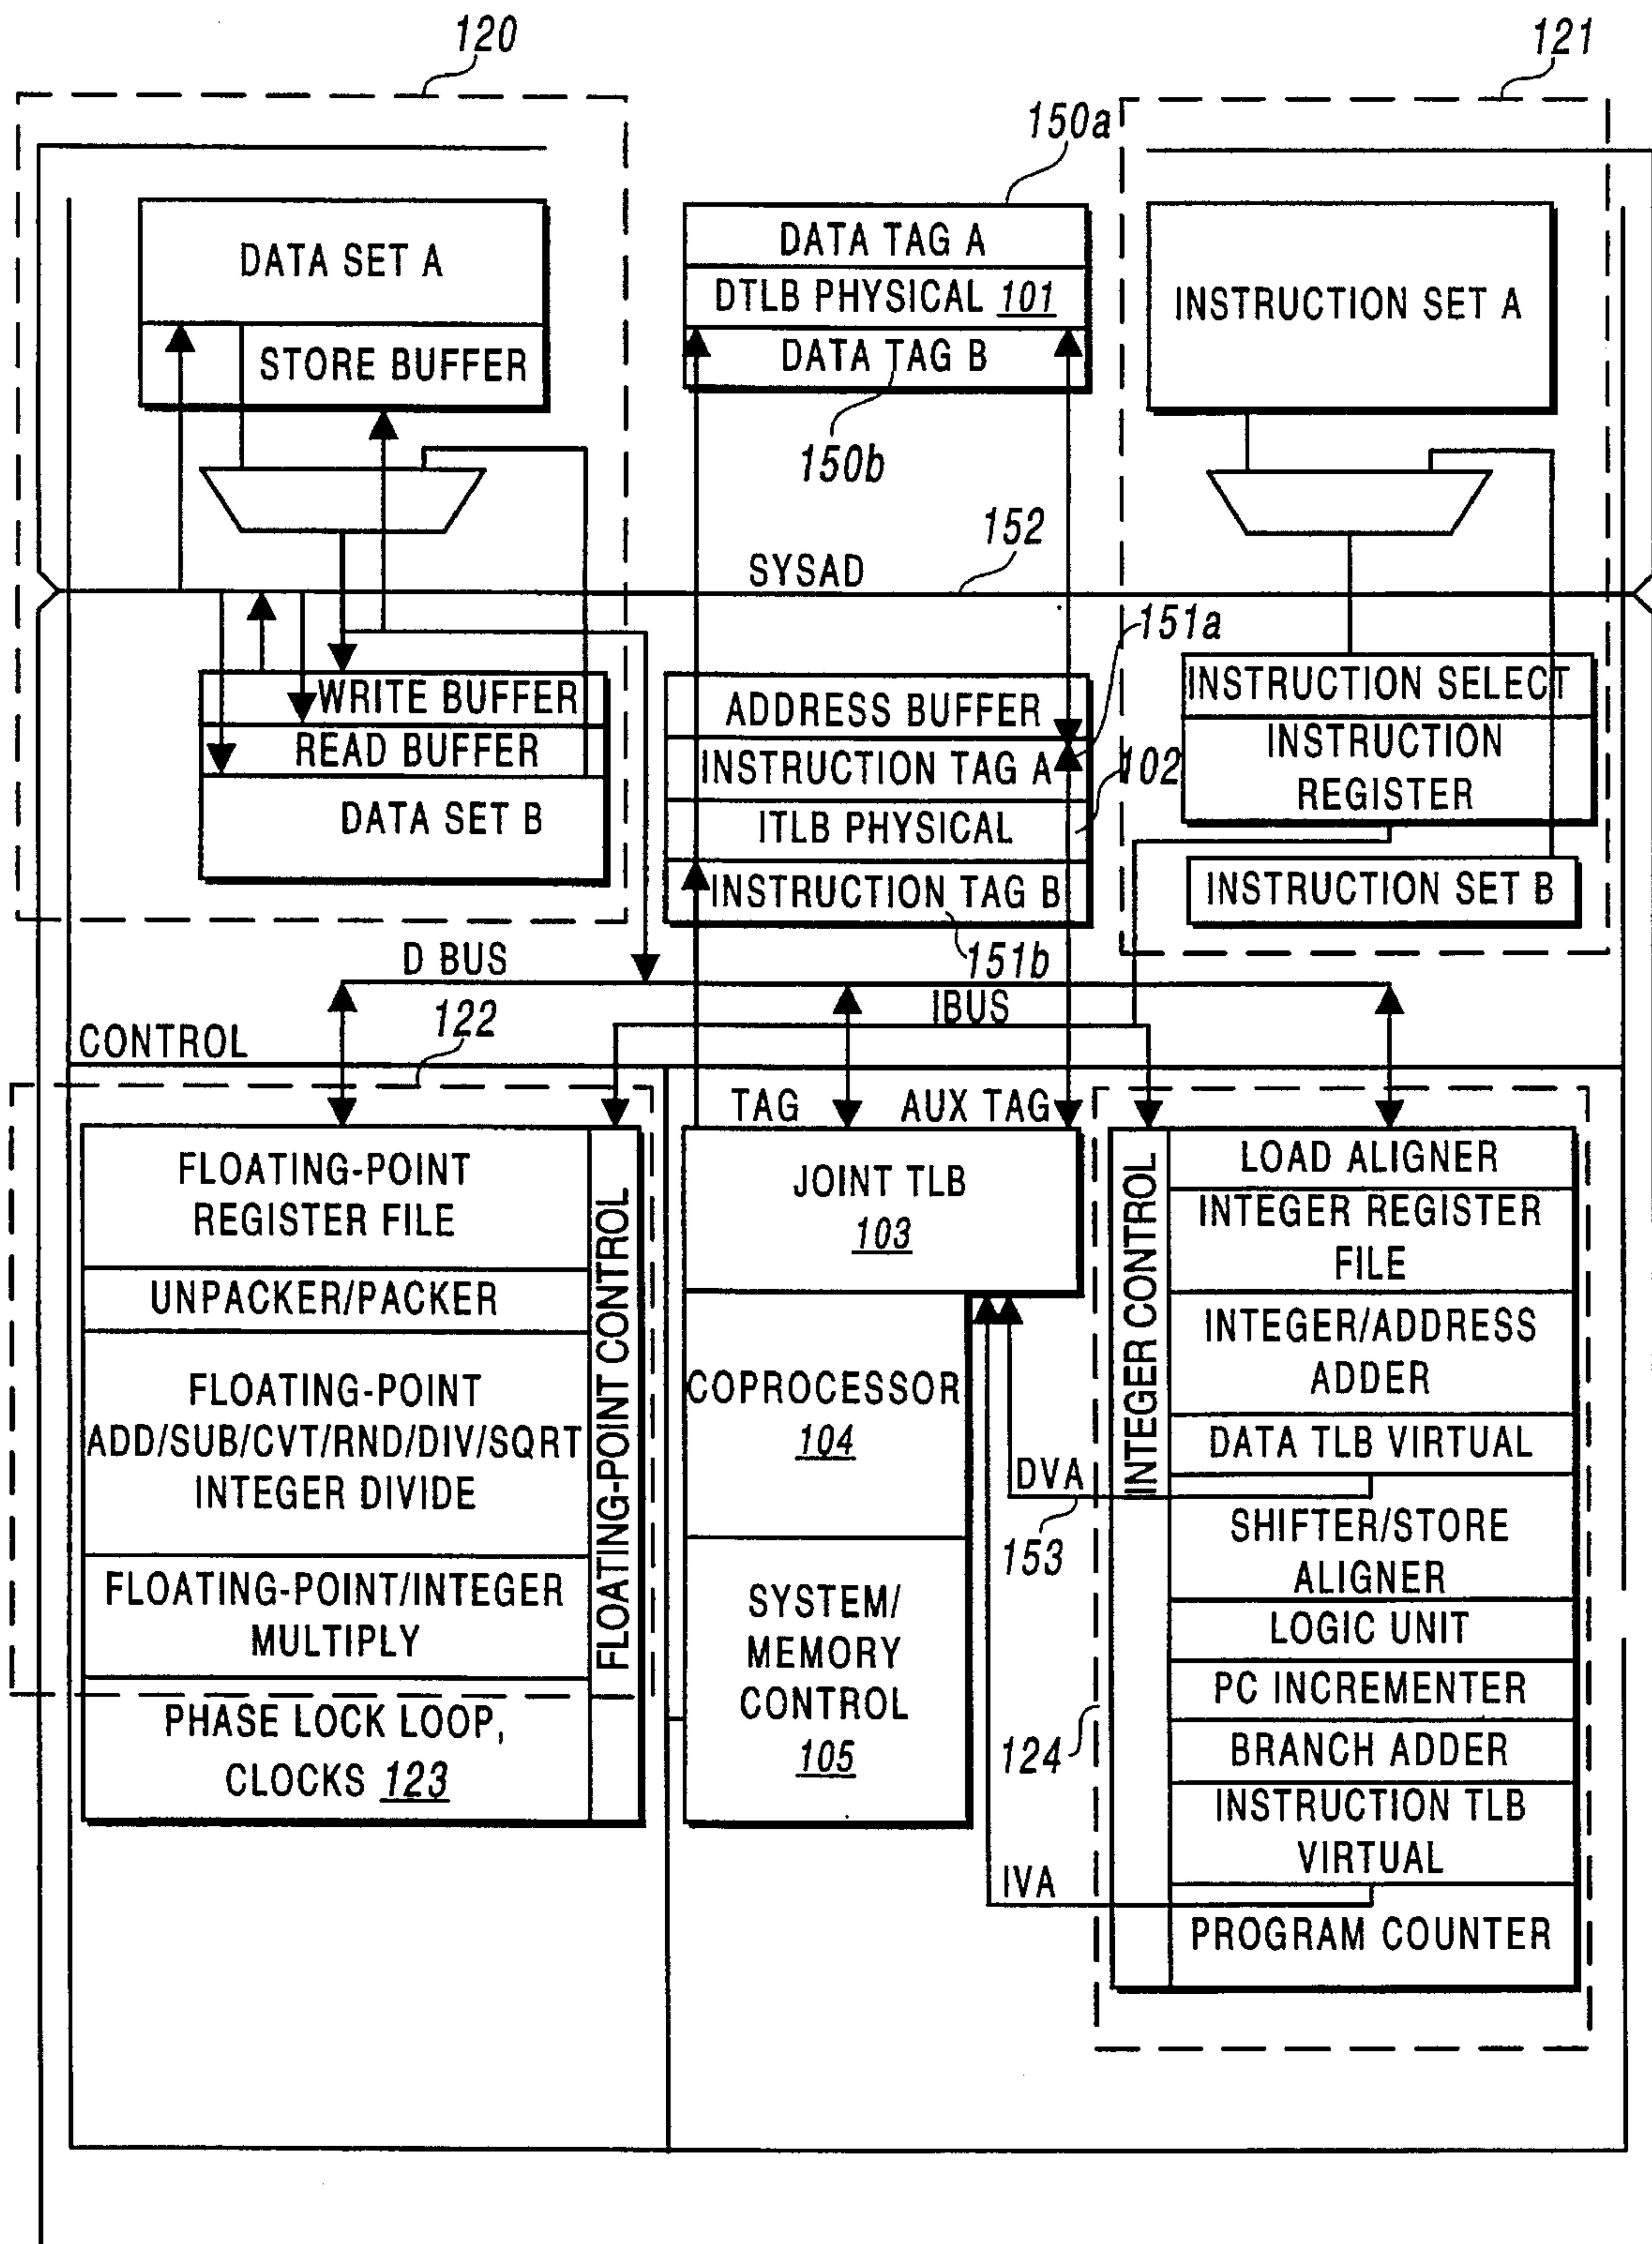 120
121
150a
DATA SET A
STORE BUFFER
DATA TAG A
DTLB PHYSICAL 101
DATA TAG B
150b
INSTRUCTION SET A
152
SYSAD
151a
WRITE BUFFER
READ BUFFER
DATA SET B
ADDRESS BUFFER
INSTRUCTION TAG A
ITLB PHYSICAL
INSTRUCTION TAG B
102
151b
INSTRUCTION SELECT
INSTRUCTION
REGISTER
INSTRUCTION SET B
D BUS
IBUS
122
CONTROL
TAG
AUX TAG
FLOATING-POINT
REGISTER FILE
UNPACKER/PACKER
FLOATING-POINT
ADD/SUB/CVT/RND/DIV/SQRT
INTEGER DIVIDE
FLOATING-POINT/INTEGER
MULTIPLY
PHASE LOCK LOOP,
CLOCKS 123
FLOATING-POINT CONTROL
JOINT TLB
103
COPROCESSOR
104
SYSTEM/
MEMORY
CONTROL
105
DVA
153
124
IVA
INTEGER CONTROL
LOAD ALIGNER
INTEGER REGISTER
FILE
INTEGER/ADDRESS
ADDER
DATA TLB VIRTUAL
SHIFTER/STORE
ALIGNER
LOGIC UNIT
PC INCREMENTER
BRANCH ADDER
INSTRUCTION TLB
VIRTUAL
PROGRAM COUNTER